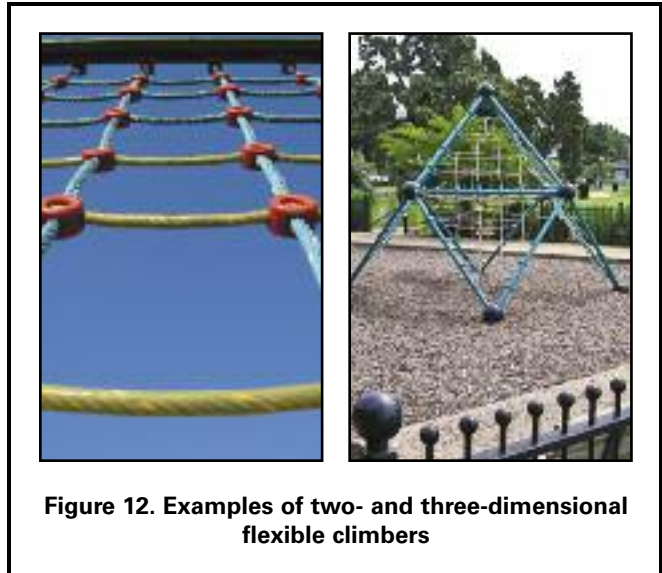 Figure 12. Examples of two- and three-dimensional
flexible climbers